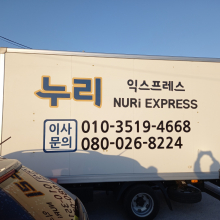 누리 익스프레스
NURi EXPRESS
이사 010-3519-4668
문의 080-026-8224